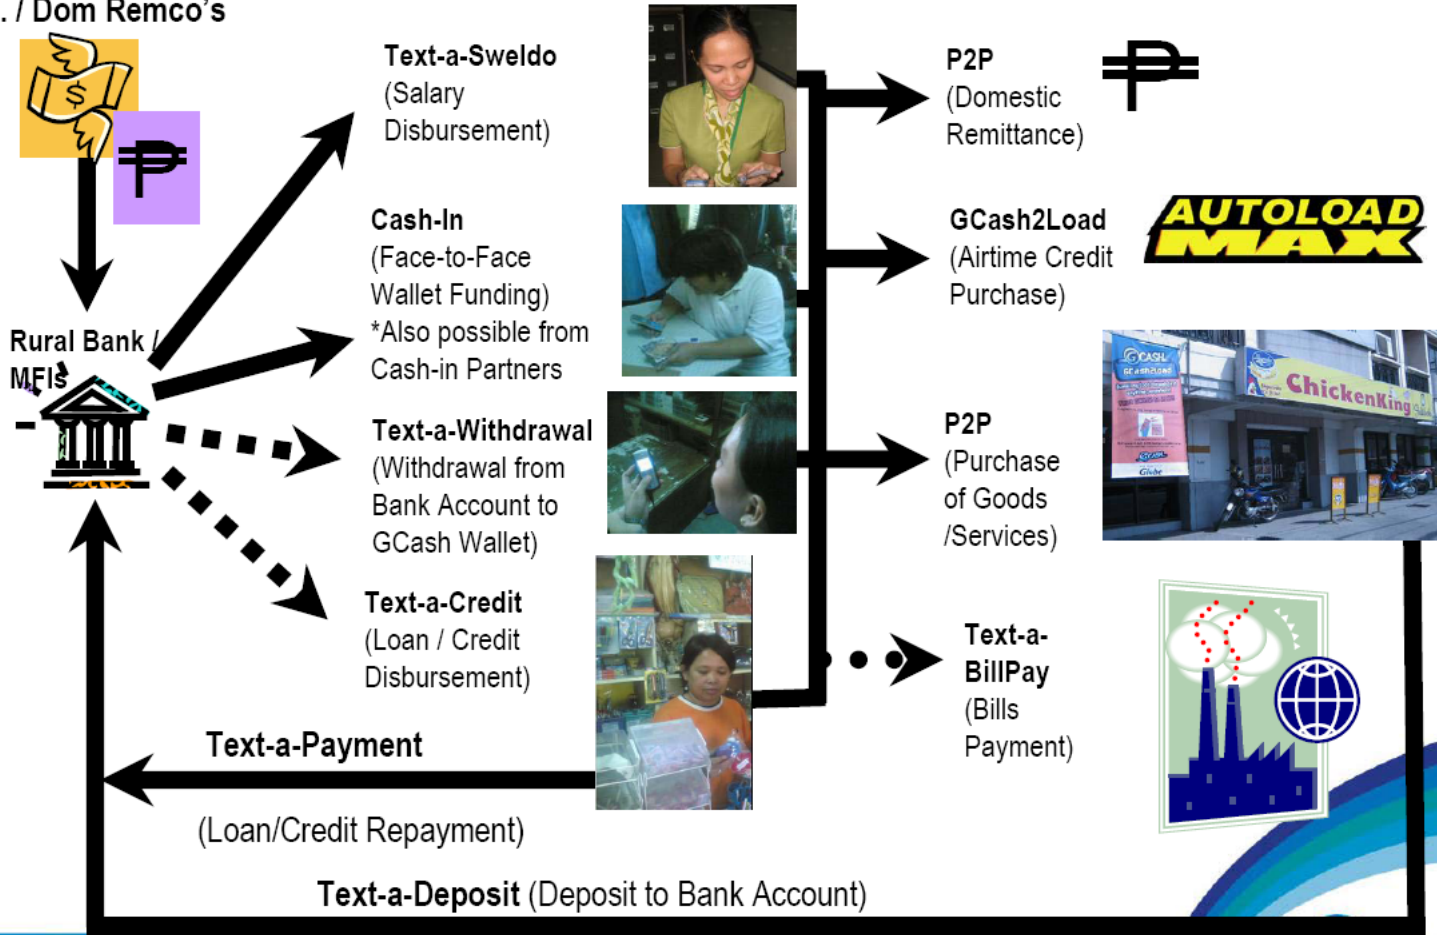 . / Dom Remco's
$
Text-a-Sweldo
(Salary
Disbursement)
P2P
(Domestic
Remittance)
Cash-In
(Face-to-Face
Wallet Funding)
*Also possible from
Cash-in Partners
GCash2Load
(Airtime Credit
Purchase)
AUTOLOAD
MAX
Rural Bank /
MFIs
Text-a-Withdrawal
(Withdrawal from
Bank Account to
GCash Wallet)
P2P
(Purchase
of Goods
/Services)
GCASH
GCASH2LOAD
Globe
ChickenKing
Text-a-Credit
(Loan / Credit
Disbursement)
Text-a-
BillPay
(Bills
Payment)
Text-a-Payment
(Loan/Credit Repayment)
Text-a-Deposit (Deposit to Bank Account)